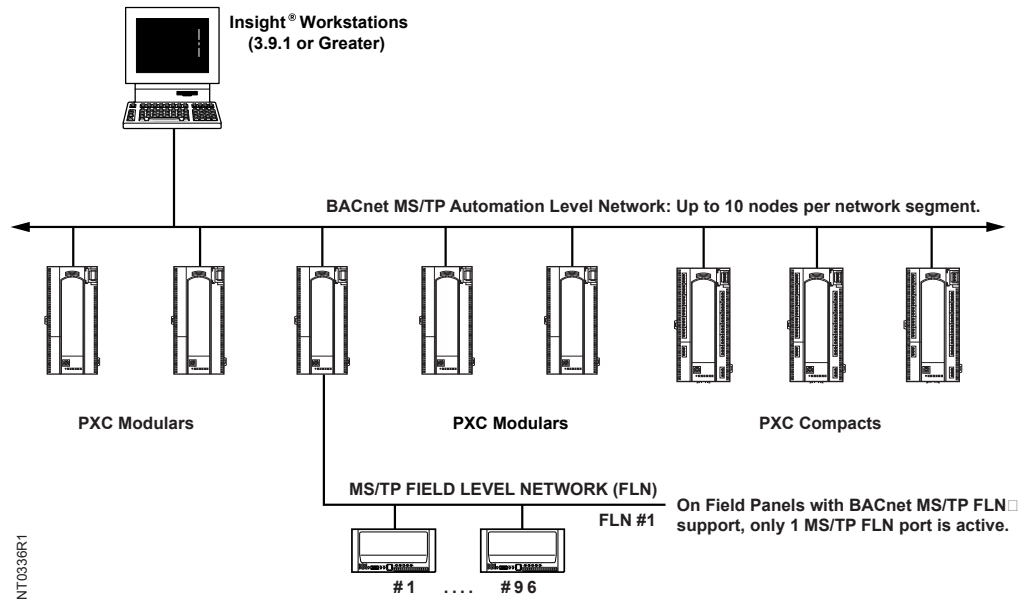 Insight® Workstations
(3.9.1 or Greater)
BACnet MS/TP Automation Level Network: Up to 10 nodes per network segment.
PXC Modulars
PXC Modulars
PXC Compacts
MS/TP FIELD LEVEL NETWORK (FLN)
FLN #1
On Field Panels with BACnet MS/TP FLN□
support, only 1 MS/TP FLN port is active.
#1 .... #96
NT0336R1